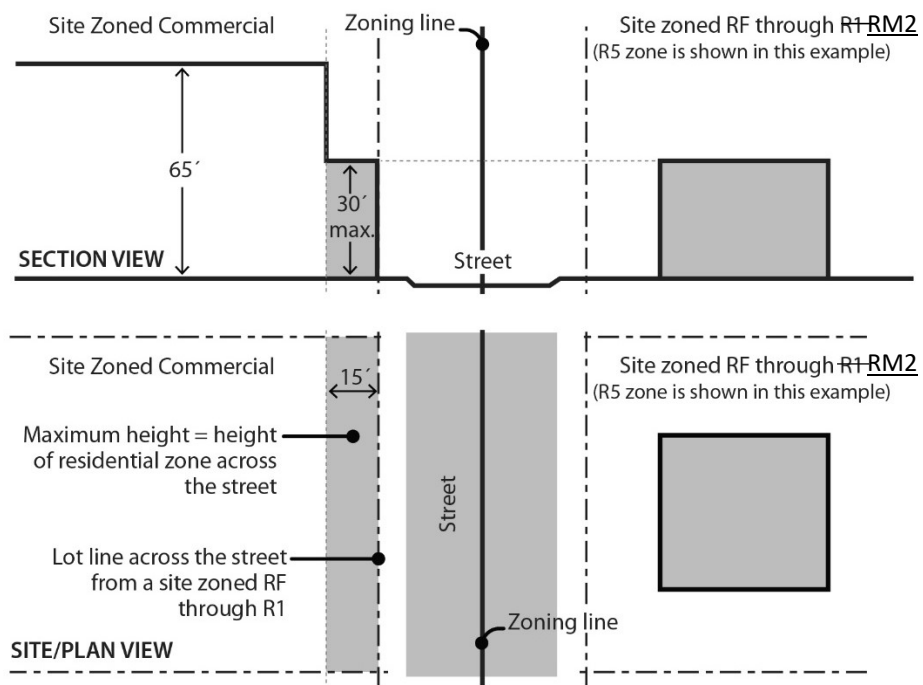 Site Zoned Commercial
Zoning line
Site zoned RF through R1 RM2
(R5 zone is shown in this example)
65´
30´
max.
SECTION VIEW
Street
Site Zoned Commercial
Site zoned RF through R1 RM2
(R5 zone is shown in this example)
15´
Maximum height = height
of residential zone across
the street
Street
Lot line across the street
from a site zoned RF
through R1
Zoning line
SITE/PLAN VIEW